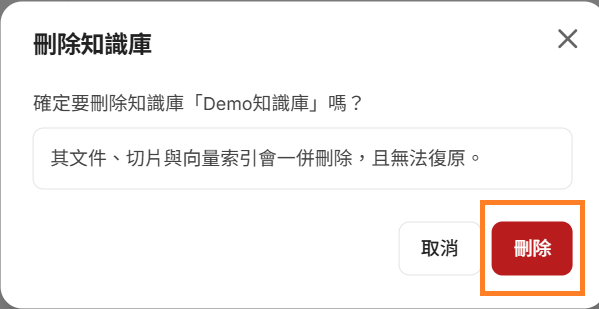 刪除知識庫
確定要刪除知識庫「Demo知識庫」嗎？
其文件、切片與向量索引會一併刪除，且無法復原。
取消
刪除